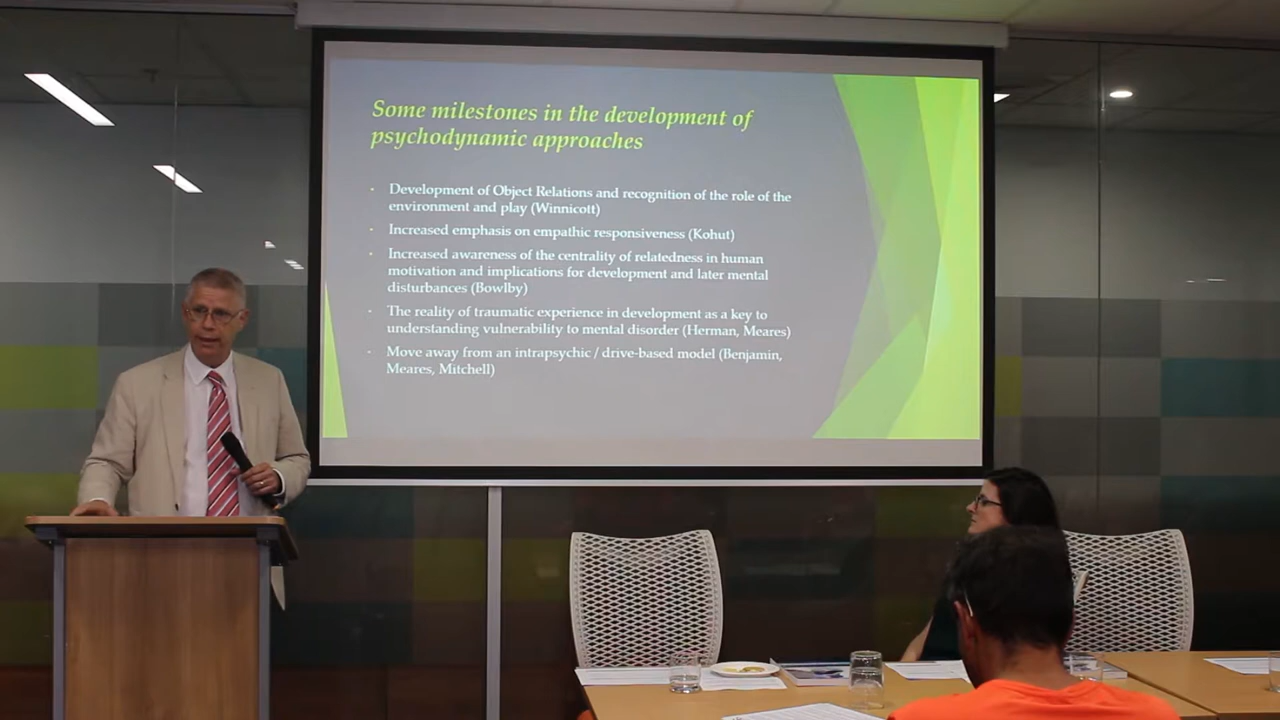 Some milestones in the development of
psychodynamic approaches
Development of Object Relations and recognition of the role of the
environment and play (Winnicott)
Increased emphasis on empathic responsiveness (Kohut)
Increased awareness of the centrality of relatedness in human
motivation and implications for development and later mental
disturbances (Bowlby)
The reality of traumatic experience in development as a key to
understanding vulnerability to mental disorder (Herman, Meares)
Move away from an intrapsychic / drive-based model (Benjamin,
Meares, Mitchell)